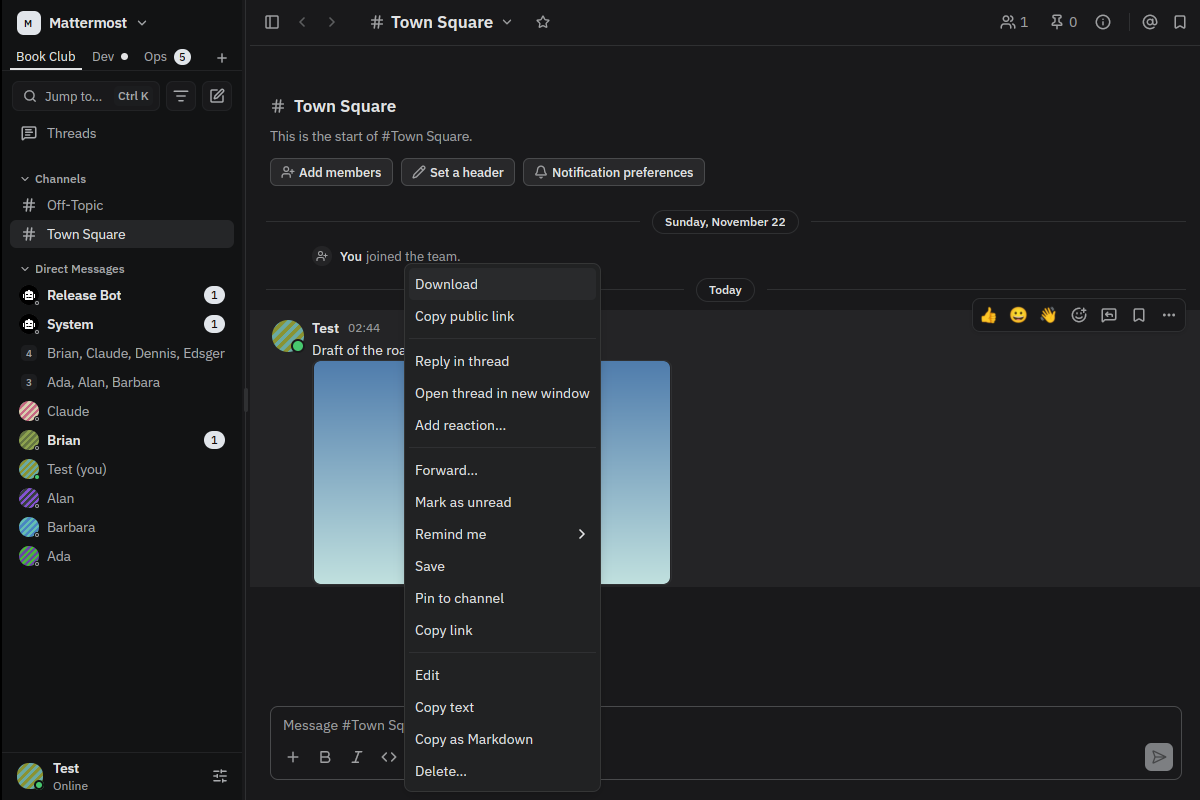 M Mattermost
Book Club Dev Ops 5
Jump to... Ctrl K
Threads
Channels
Off-Topic
Town Square
Direct Messages
Release Bot 1
System 1
4 Brian, Claude, Dennis, Edsger
3 Ada, Alan, Barbara
Claude
Brian 1
Test (you)
Alan
Barbara
Ada
Test
Online
# Town Square
1
0
# Town Square
This is the start of #Town Square.
Add members
Set a header
Notification preferences
Sunday, November 22
You joined the team.
Today
Test 02:44
Draft of the
Download
Copy public link
Reply in thread
Open thread in new window
Add reaction...
Forward...
Mark as unread
Remind me
Save
Pin to channel
Copy link
Edit
Copy text
Copy as Markdown
Delete...
Message #Town